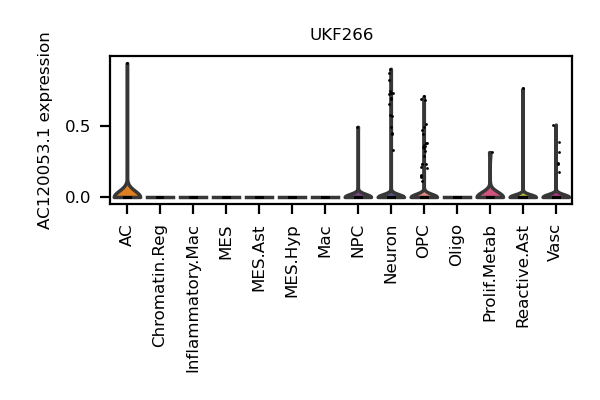 UKF266
AC120053.1 expression
0.5
0.0
AC
Chromatin.Reg
Inflammatory.Mac
MES
MES.Ast
MES.Hyp
Mac
NPC
Neuron
OPC
Oligo
Prolif.Metab
Reactive.Ast
Vasc